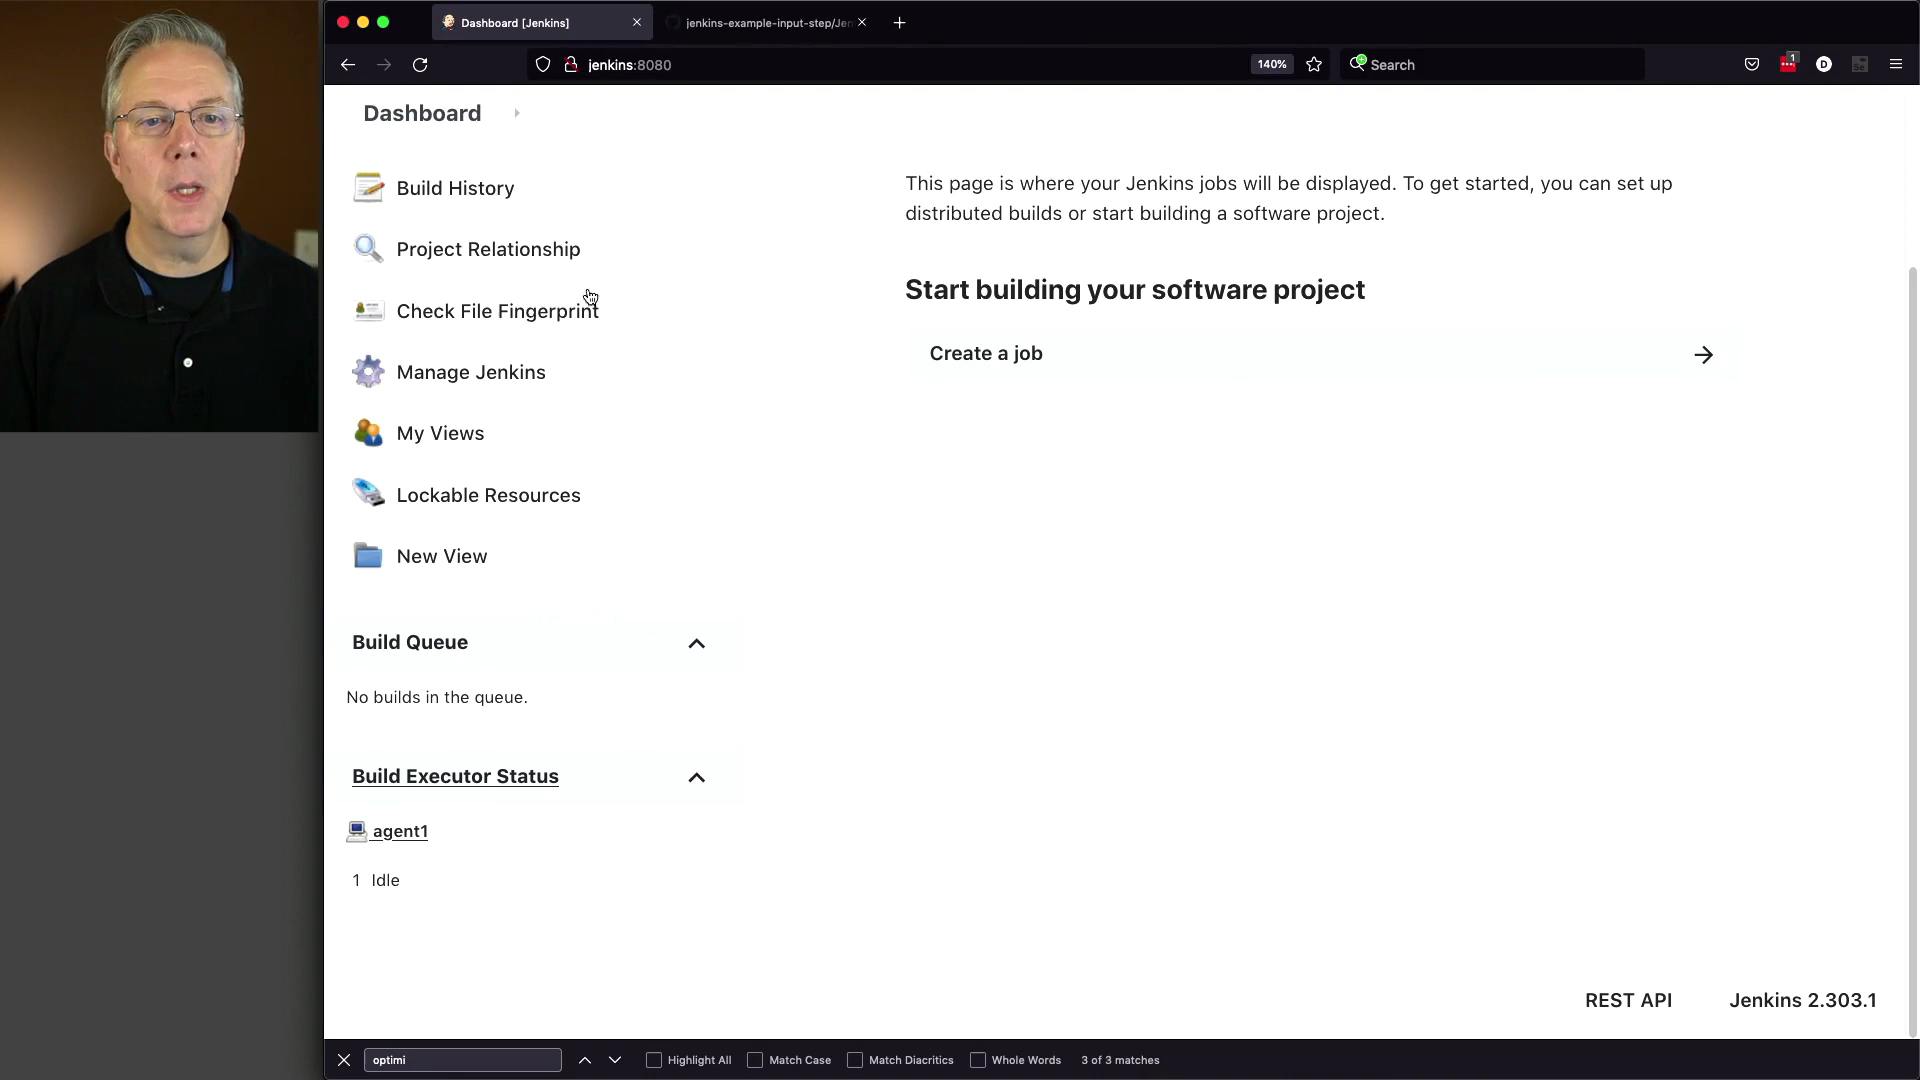 Dashboard [Jenkins]
jenkins-example-input-step/Jen
jenkins:8080
140%
Search
1
D
Se
Dashboard
Build History
Project Relationship
Check File Fingerprint
Manage Jenkins
My Views
Lockable Resources
New View
Build Queue
No builds in the queue.
Build Executor Status
agent1
1 Idle
This page is where your Jenkins jobs will be displayed. To get started, you can set up
distributed builds or start building a software project.
Start building your software project
Create a job
REST API
Jenkins 2.303.1
optimi
Highlight All
Match Case
Match Diacritics
Whole Words
3 of 3 matches